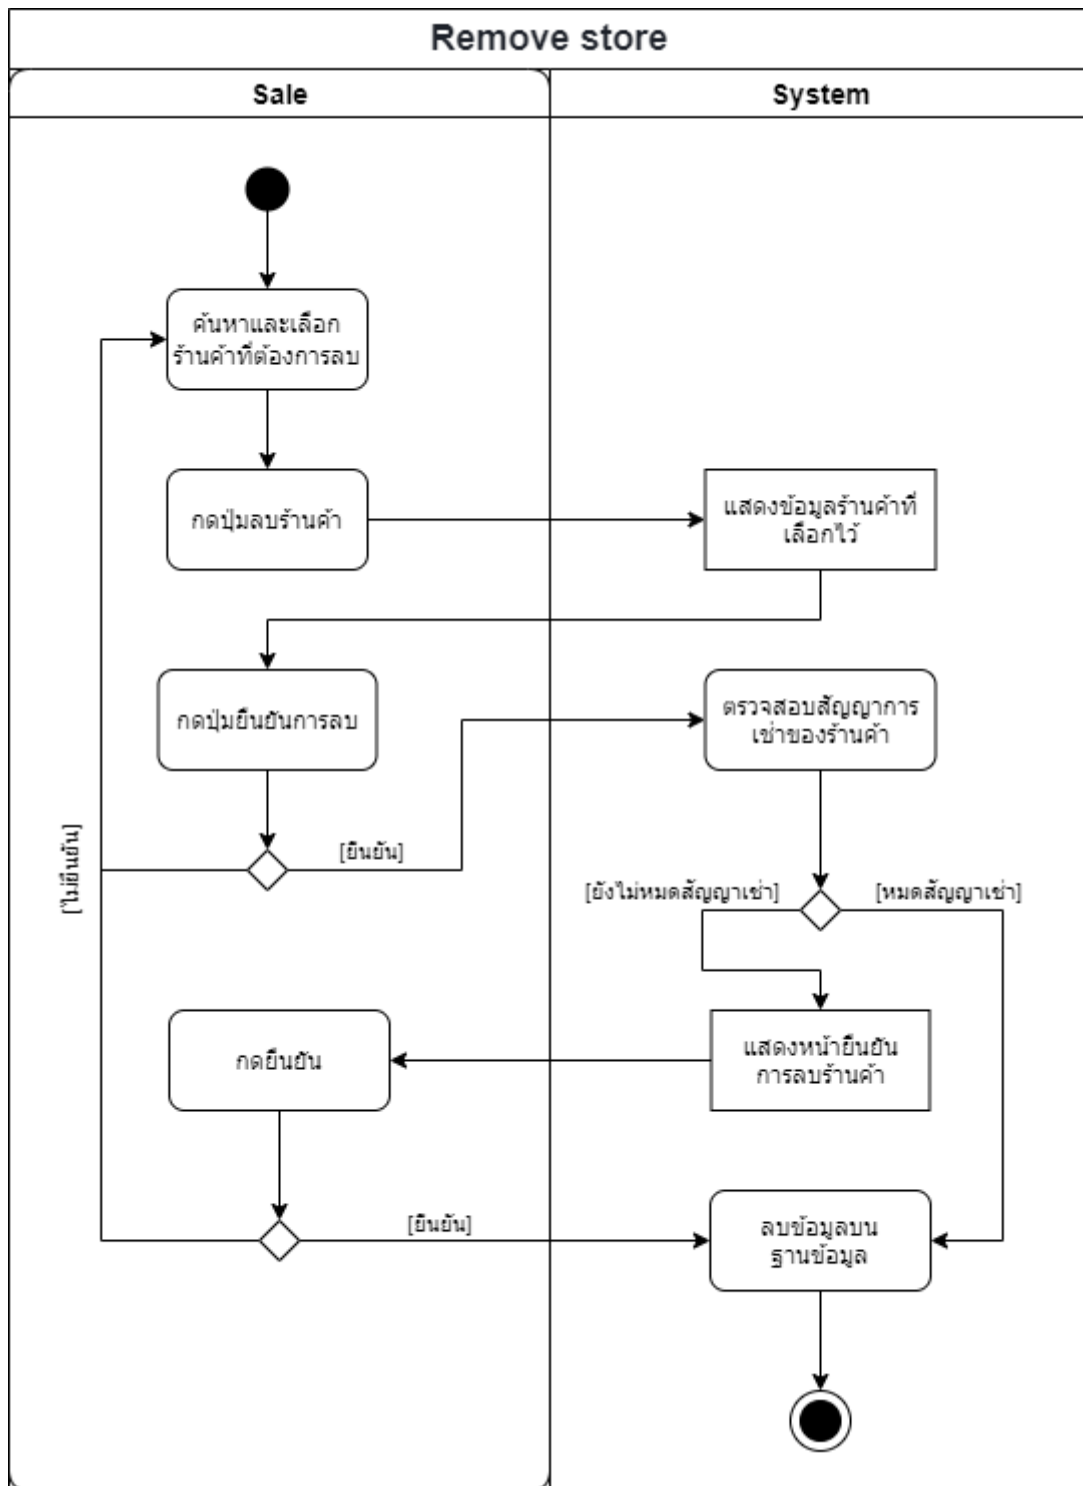 Remove store
Sale
System
ค้นหาและเลือก
ร้านค้าที่ต้องการลบ
กดปุ่มลบร้านค้า
แสดงข้อมูลร้านค้าที่
เลือกไว้
กดปุ่มยืนยันการลบ
ตรวจสอบสัญญาการ
เช่าของร้านค้า
[ไม่ยืนยัน]
[ยืนยัน]
[ยังไม่หมดสัญญาเช่า]
[หมดสัญญาเช่า]
กดยืนยัน
แสดงหน้ายืนยัน
การลบร้านค้า
[ยืนยัน]
ลบข้อมูลบน
ฐานข้อมูล